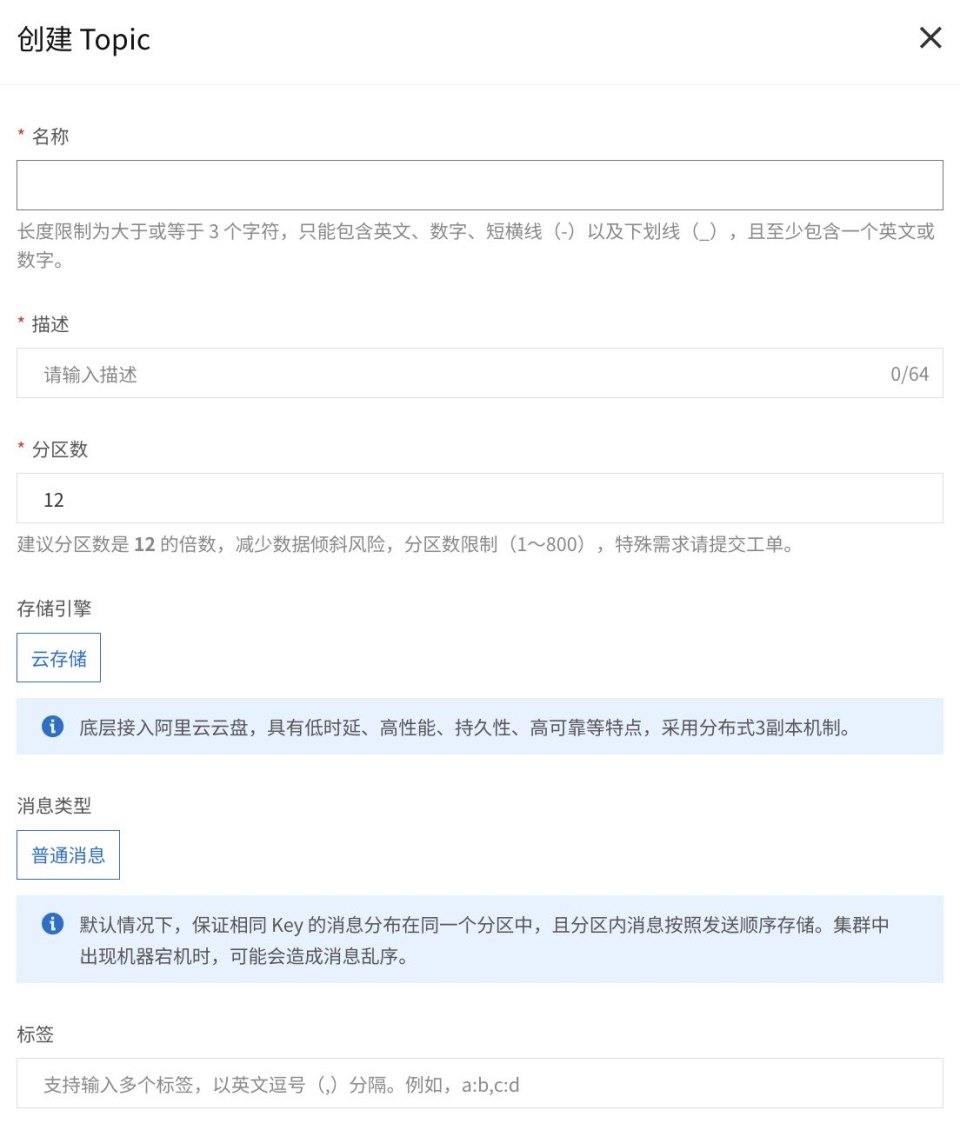 创建 Topic
* 名称
长度限制为大于或等于 3 个字符，只能包含英文、数字、短横线（-）以及下划线（_），且至少包含一个英文或
数字。
* 描述
请输入描述 0/64
* 分区数
12
建议分区数是 12 的倍数，减少数据倾斜风险，分区数限制（1～800），特殊需求请提交工单。
存储引擎
云存储
底层接入阿里云云盘，具有低时延、高性能、持久性、高可靠等特点，采用分布式3副本机制。
消息类型
普通消息
默认情况下，保证相同 Key 的消息分布在同一个分区中，且分区内消息按照发送顺序存储。集群中
出现机器宕机时，可能会造成消息乱序。
标签
支持输入多个标签，以英文逗号（,）分隔。例如，a:b,c:d